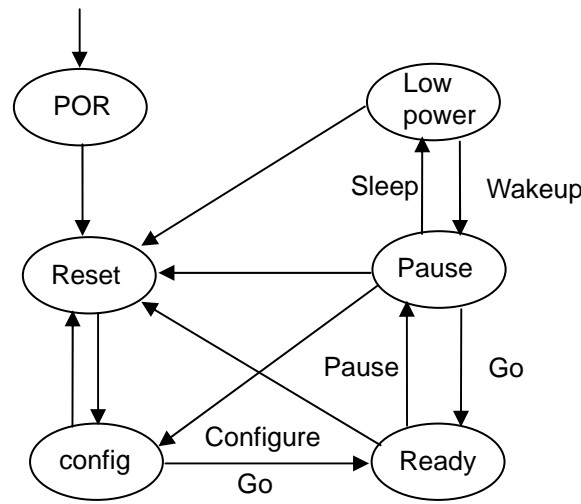 POR
Low
power
Sleep
Wakeup
Reset
Pause
Pause
Go
Configure
config
Ready
Go